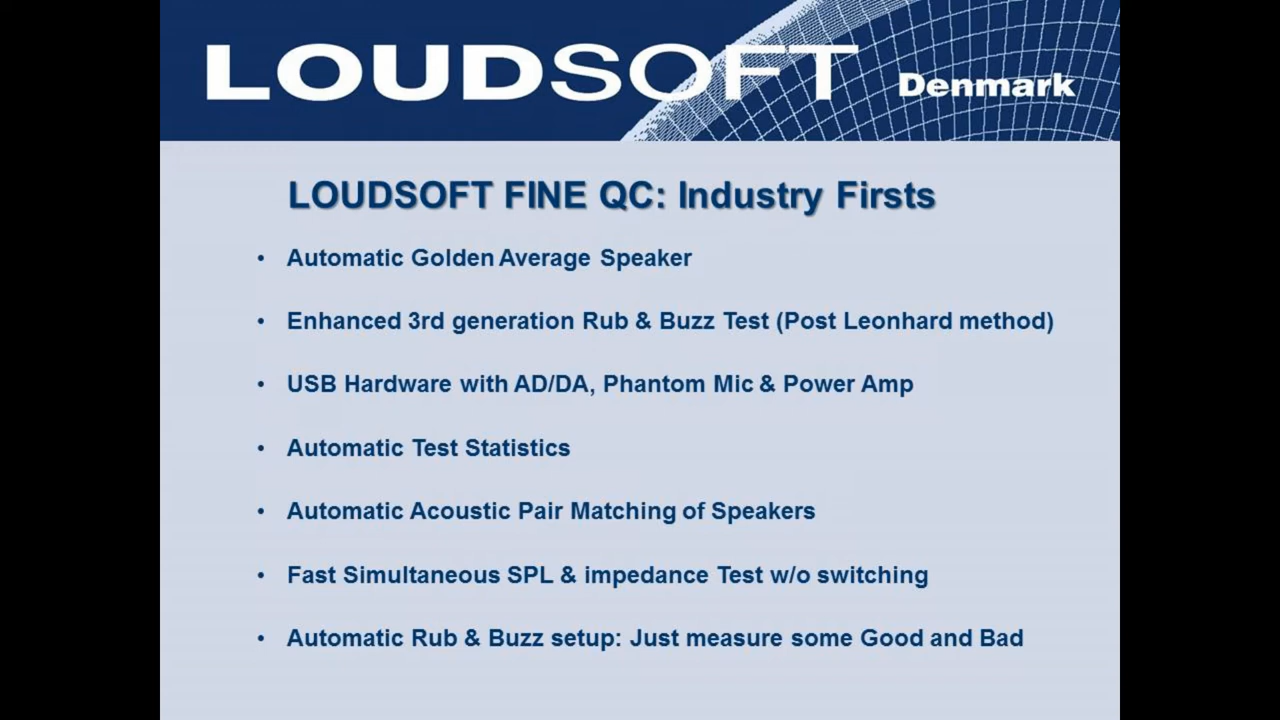 LOUDSOFT Denmark
LOUDSOFT FINE QC: Industry Firsts
• Automatic Golden Average Speaker
• Enhanced 3rd generation Rub & Buzz Test (Post Leonhard method)
• USB Hardware with AD/DA, Phantom Mic & Power Amp
• Automatic Test Statistics
• Automatic Acoustic Pair Matching of Speakers
• Fast Simultaneous SPL & impedance Test w/o switching
• Automatic Rub & Buzz setup: Just measure some Good and Bad